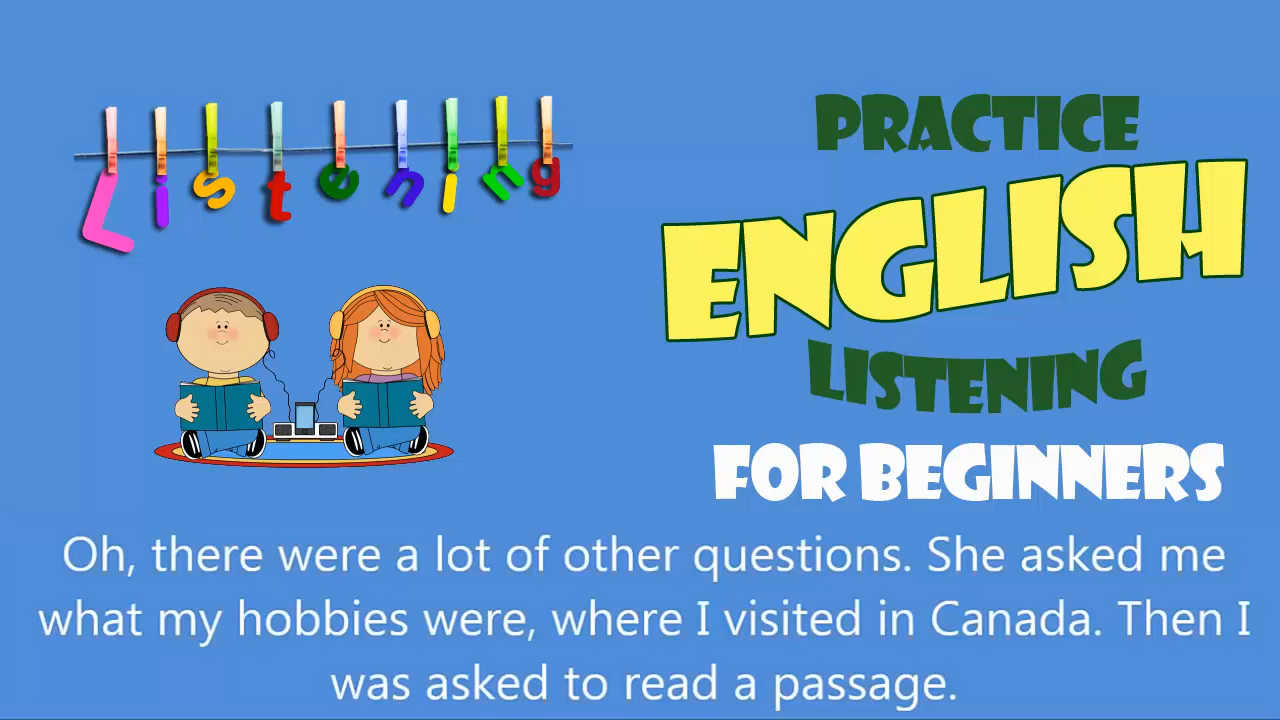 Listening
PRACTICE
ENGLISH
LISTENING
FOR BEGINNERS
Oh, there were a lot of other questions. She asked me
what my hobbies were, where I visited in Canada. Then I
was asked to read a passage.